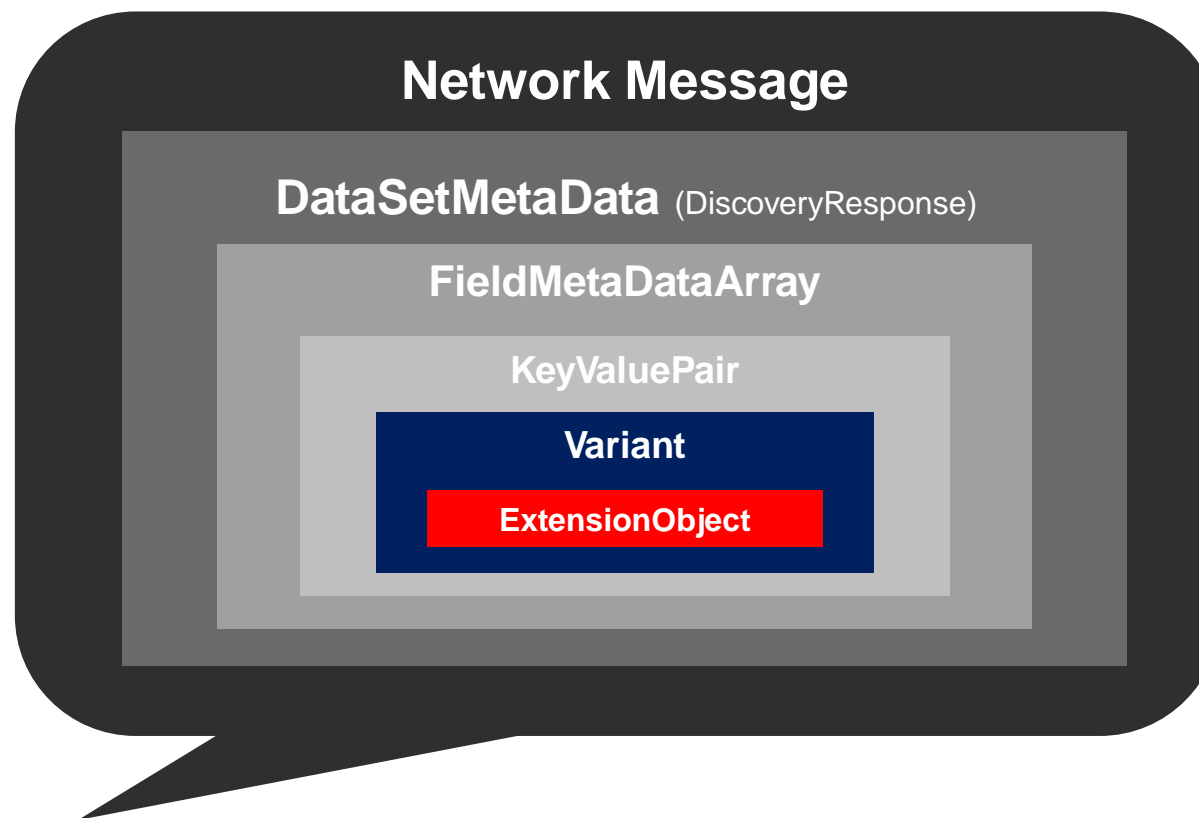 Network Message
DataSetMetaData (DiscoveryResponse)
FieldMetaDataArray
KeyValuePair
Variant
ExtensionObject